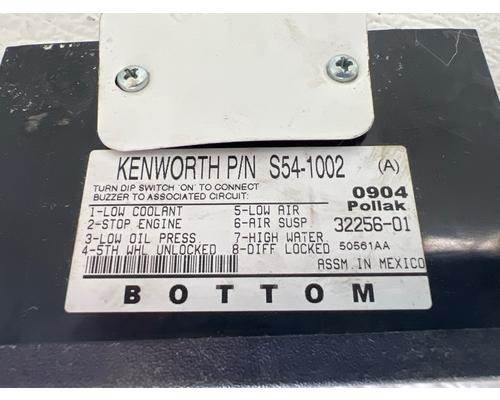 KENWORTH P/N S54-1002 (A)
TURN DIP SWITCH 'ON' TO CONNECT
BUZZER TO ASSOCIATED CIRCUIT:
0904
Pollak
1-LOW COOLANT 5-LOW AIR
32256-01
2-STOP ENGINE 6-AIR SUSP
3-LOW OIL PRESS 7-HIGH WATER
50561AA
4-5TH WHL UNLOCKED 8-DIFF LOCKED
ASSM. IN MEXICO
BOTTOM